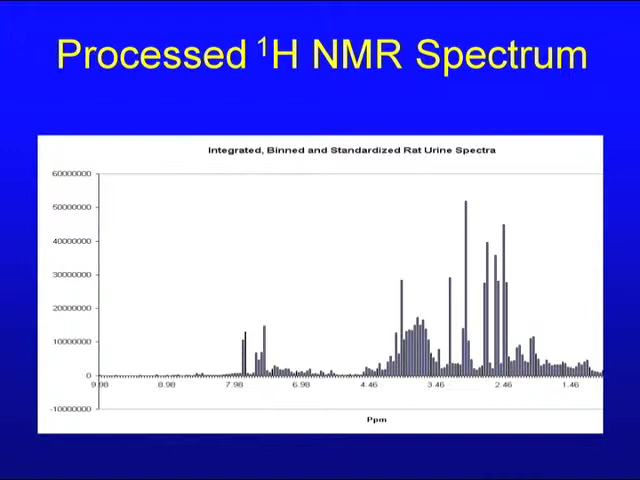 Processed ¹H NMR Spectrum
Integrated, Binned and Standardized Rat Urine Spectra
60000000
50000000
40000000
30000000
20000000
10000000
0
9.98 8.98 7.98 6.98 4.46 3.46 2.46 1.46
-10000000
Ppm